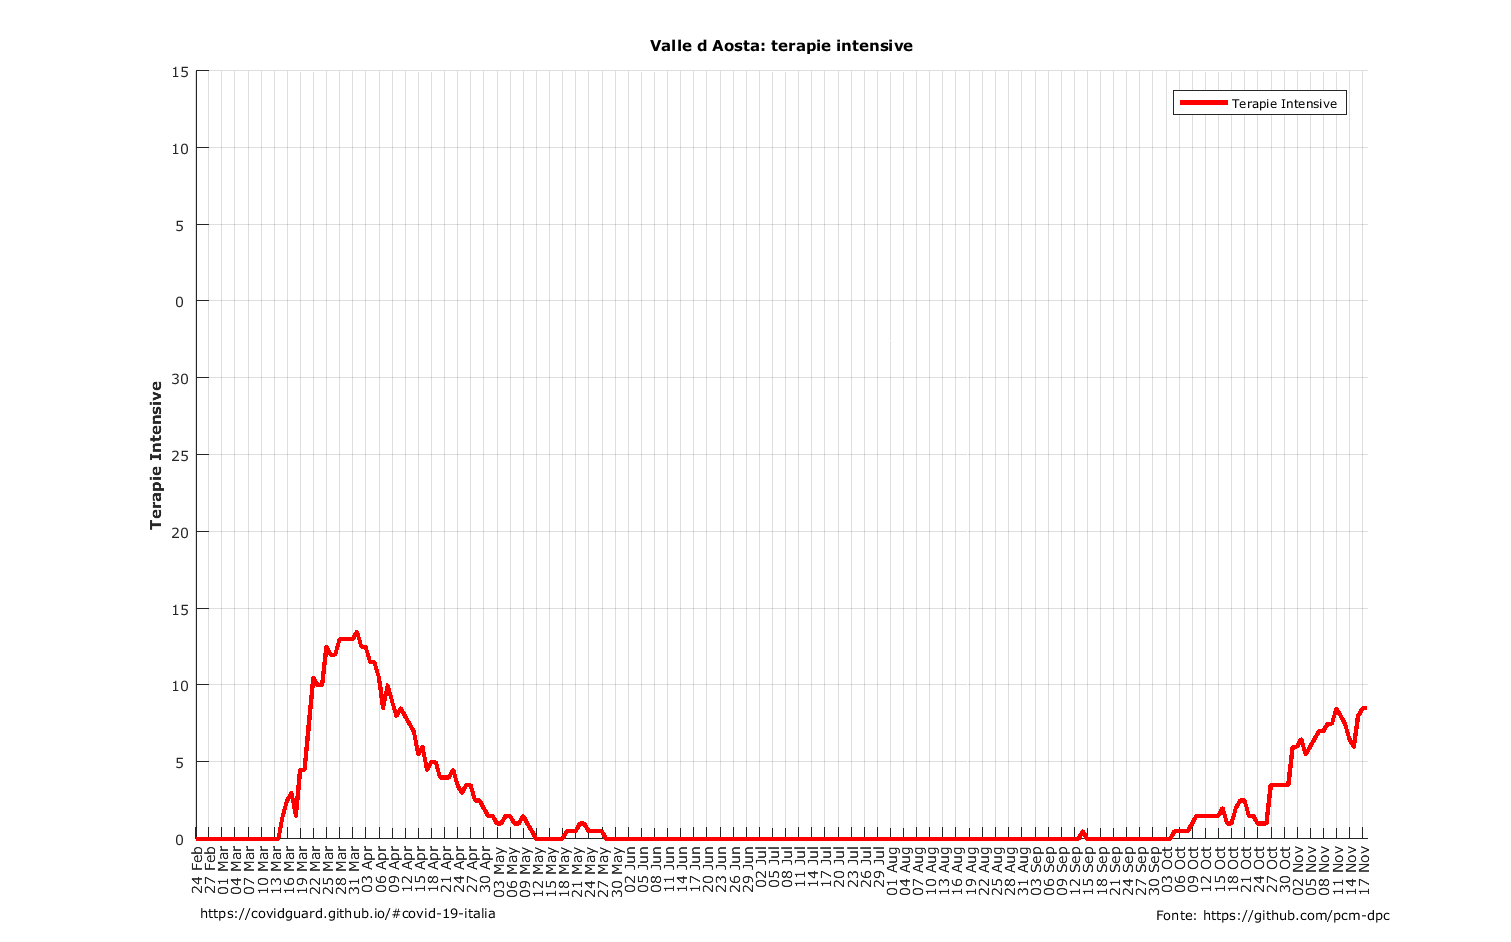 Valle d Aosta: terapie intensive
Terapie Intensive
15
10
5
0
30
25
20
15
10
5
0
Terapie Intensive
24 Feb
27 Feb
01 Mar
04 Mar
07 Mar
10 Mar
13 Mar
16 Mar
19 Mar
22 Mar
25 Mar
28 Mar
31 Mar
03 Apr
06 Apr
09 Apr
12 Apr
15 Apr
18 Apr
21 Apr
24 Apr
27 Apr
30 Apr
03 May
06 May
09 May
12 May
15 May
18 May
21 May
24 May
27 May
30 May
02 Jun
05 Jun
08 Jun
11 Jun
14 Jun
17 Jun
20 Jun
23 Jun
26 Jun
29 Jun
02 Jul
05 Jul
08 Jul
11 Jul
14 Jul
17 Jul
20 Jul
23 Jul
26 Jul
29 Jul
01 Aug
04 Aug
07 Aug
10 Aug
13 Aug
16 Aug
19 Aug
22 Aug
25 Aug
28 Aug
31 Aug
03 Sep
06 Sep
09 Sep
12 Sep
15 Sep
18 Sep
21 Sep
24 Sep
27 Sep
30 Sep
03 Oct
06 Oct
09 Oct
12 Oct
15 Oct
18 Oct
21 Oct
24 Oct
27 Oct
30 Oct
02 Nov
05 Nov
08 Nov
11 Nov
14 Nov
17 Nov
https://covidguard.github.io/#covid-19-italia
Fonte: https://github.com/pcm-dpc